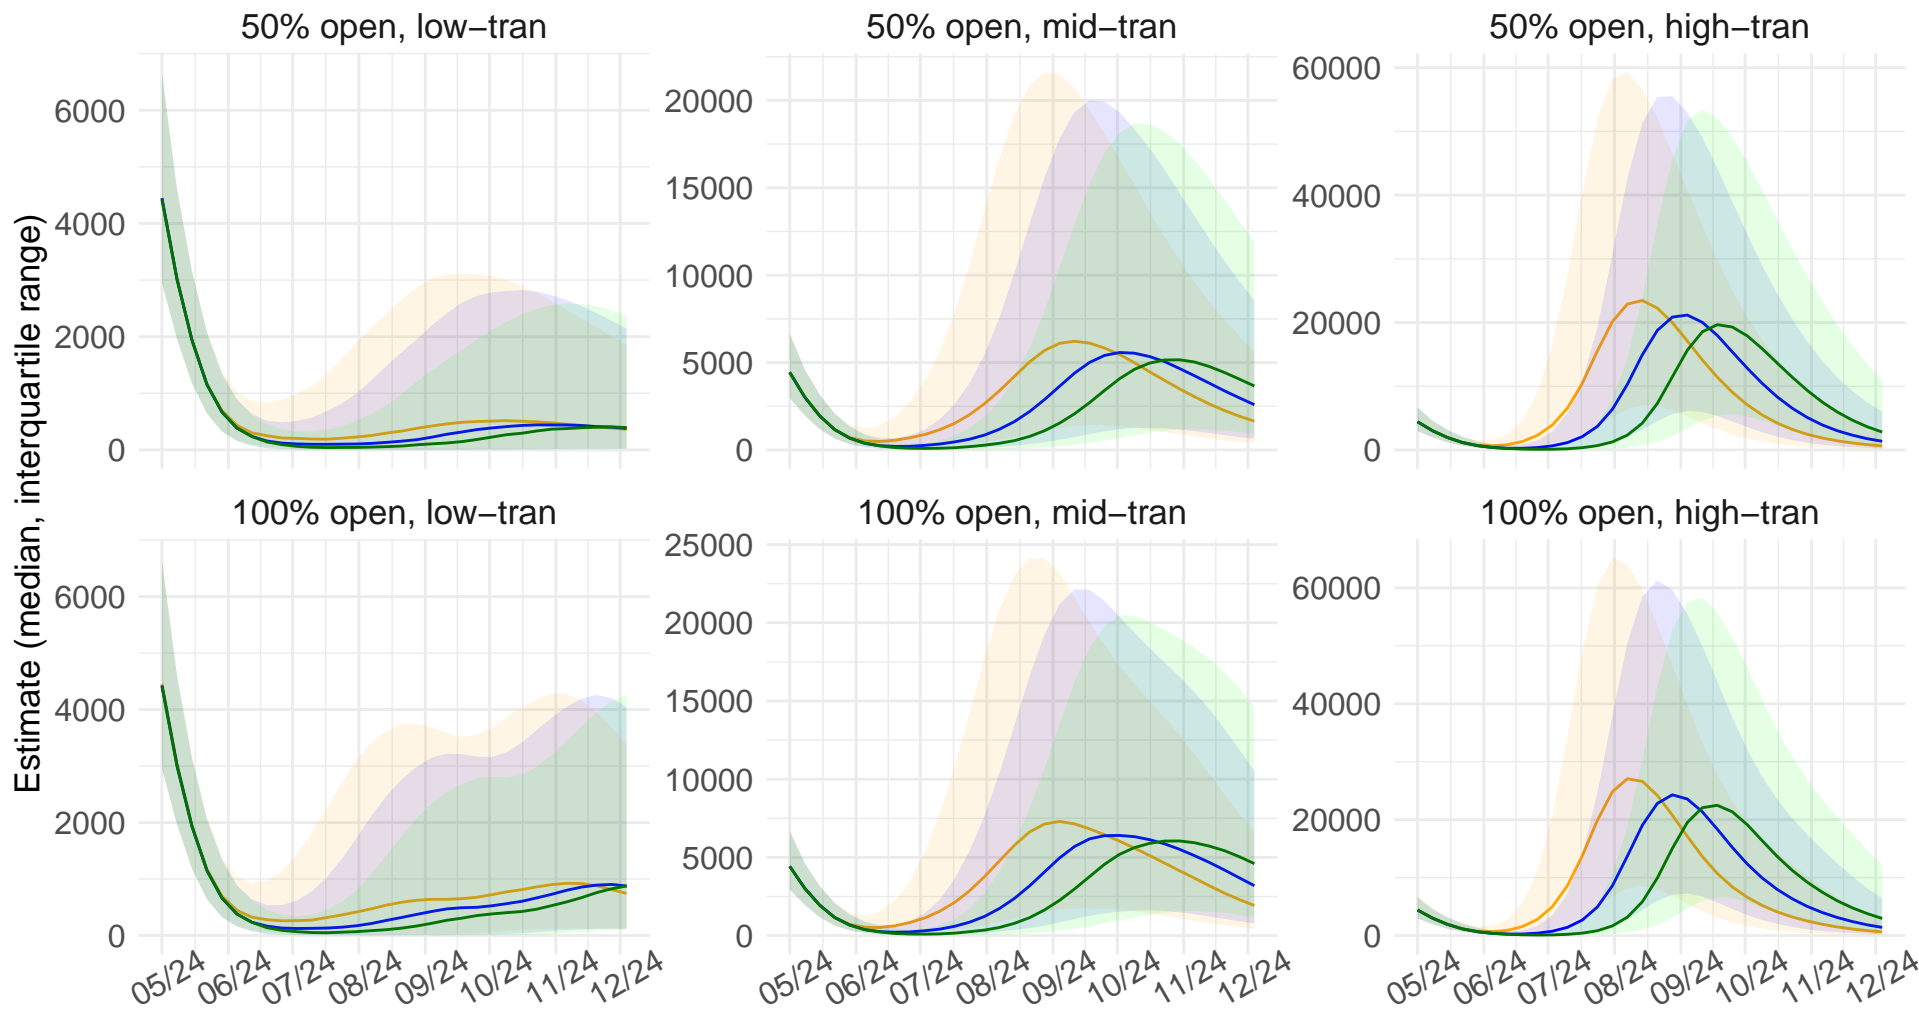 50% open, low−tran
50% open, mid−tran
50% open, high−tran
6000
4000
2000
0
20000
15000
10000
5000
0
60000
40000
20000
0
Estimate (median, interquartile range)
100% open, low−tran
100% open, mid−tran
100% open, high−tran
6000
4000
2000
0
25000
20000
15000
10000
5000
0
60000
40000
20000
0
05/24 06/24 07/24 08/24 09/24 10/24 11/24 12/24
05/24 06/24 07/24 08/24 09/24 10/24 11/24 12/24
05/24 06/24 07/24 08/24 09/24 10/24 11/24 12/24